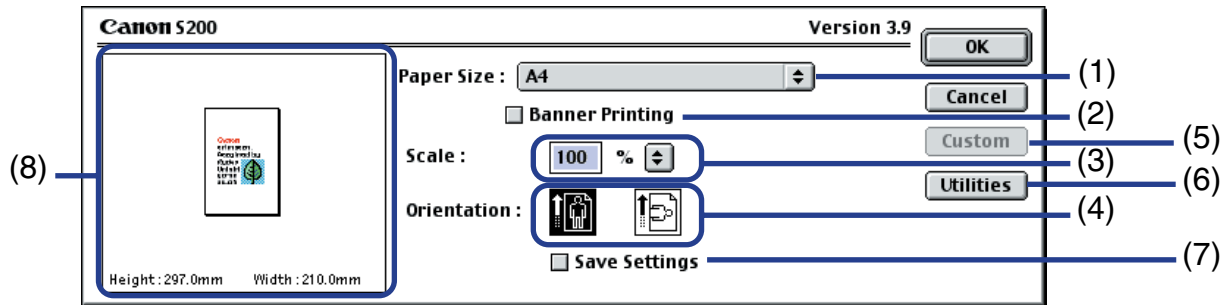 Canon S200
Version 3.9
OK
Paper Size : A4
(1)
Cancel
Banner Printing
(2)
Custom
(5)
Scale : 100 %
(3)
Utilities
(6)
Orientation :
(4)
Save Settings
(7)
(8)
Canon
Height : 297.0mm Width : 210.0mm